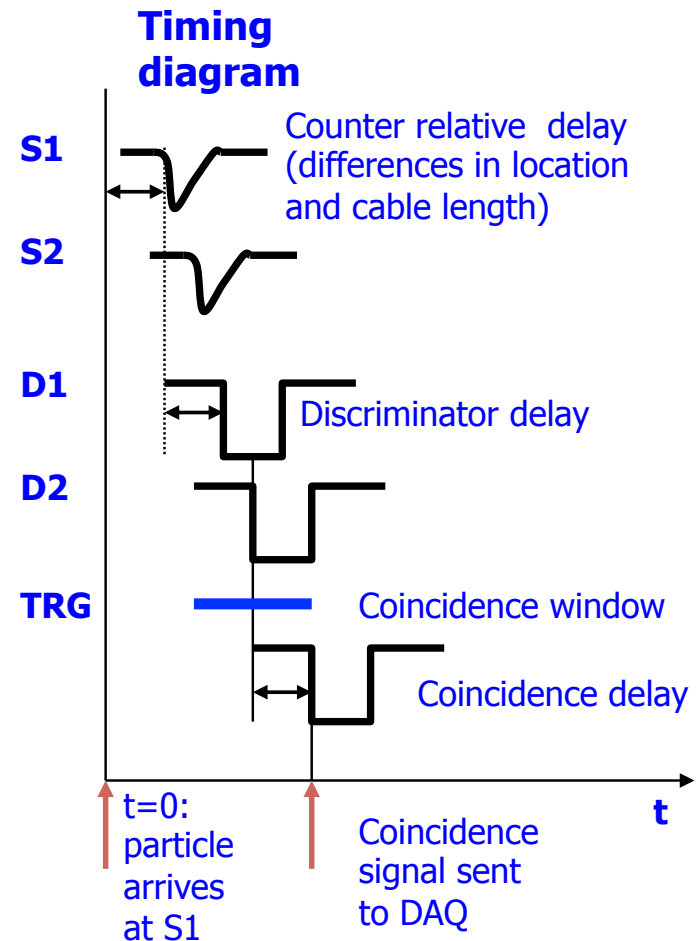 Timing
diagram
S1
Counter relative delay
(differences in location
and cable length)
S2
D1
Discriminator delay
D2
TRG
Coincidence window
Coincidence delay
t
t=0:
particle
arrives
at S1
Coincidence
signal sent
to DAQ